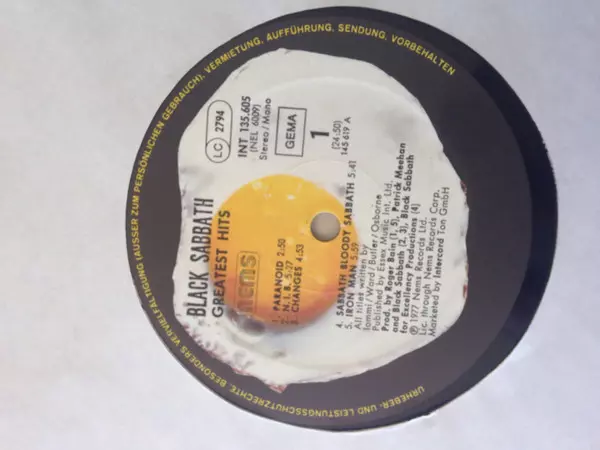 URHEBER- UND LEISTUNGSSCHUTZRECHTE, BESONDERS VERVIELFÄLTIGUNG (AUSSER ZUM PERSÖNLICHEN GEBRAUCH), VERMIETUNG, AUFFÜHRUNG, SENDUNG, VORBEHALTEN
BLACK SABBATH
GREATEST HITS
nems
LC 2794
INT 135.605
(NEL 6009)
Stereo/Mono
GEMA
1
(24:50)
145 619 A
1. PARANOID 2:50
2. N.I.B. 5:27
3. CHANGES 4:53
4. SABBATH BLOODY SABBATH 5:41
5. IRON MAN 5:59
All titles written by
Iommi/Ward/Butler/Osborne
Published by Essex Music Int. Ltd.
Prod. by Roger Bain (1, 5), Patrick Meehan
and Black Sabbath (2, 3), Black Sabbath
for Excellency Productions (4)
℗ 1977 Nems Records Ltd.
Lic. through Nems Records Corp.
Marketed by Intercord Ton GmbH